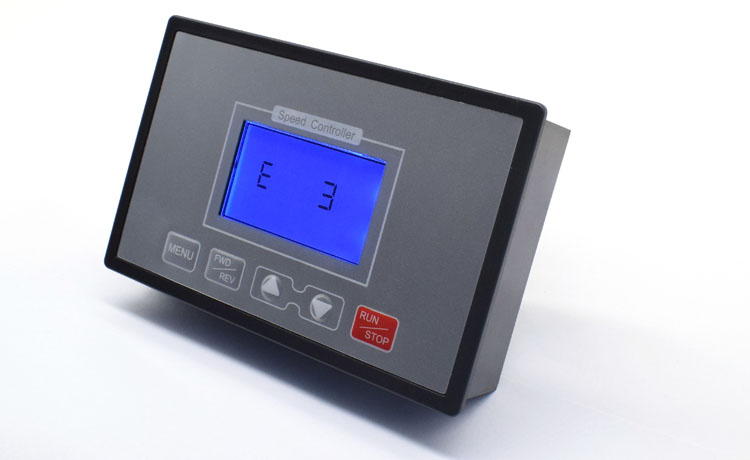 Speed Controller
E 3
MENU
FWD
REV
RUN
STOP